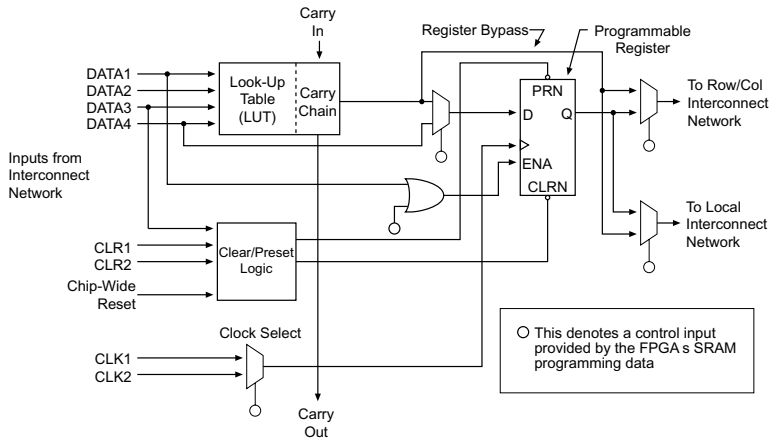 Carry
In
Register Bypass
Programmable
Register
DATA1
DATA2
DATA3
DATA4
Look-Up
Table
(LUT)
Carry
Chain
PRN
D
Q
ENA
CLRN
To Row/Col
Interconnect
Network
Inputs from
Interconnect
Network
To Local
Interconnect
Network
CLR1
CLR2
Chip-Wide
Reset
Clear/Preset
Logic
Clock Select
CLK1
CLK2
Carry
Out
This denotes a control input
provided by the FPGA s SRAM
programming data